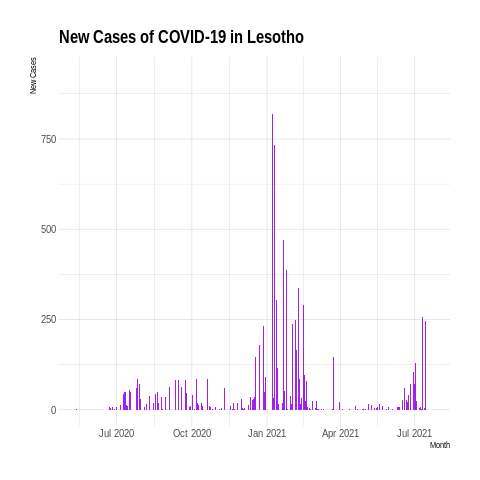 New Cases of COVID-19 in Lesotho
New Cases
750
500
250
0
Jul 2020 Oct 2020 Jan 2021 Apr 2021 Jul 2021
Month